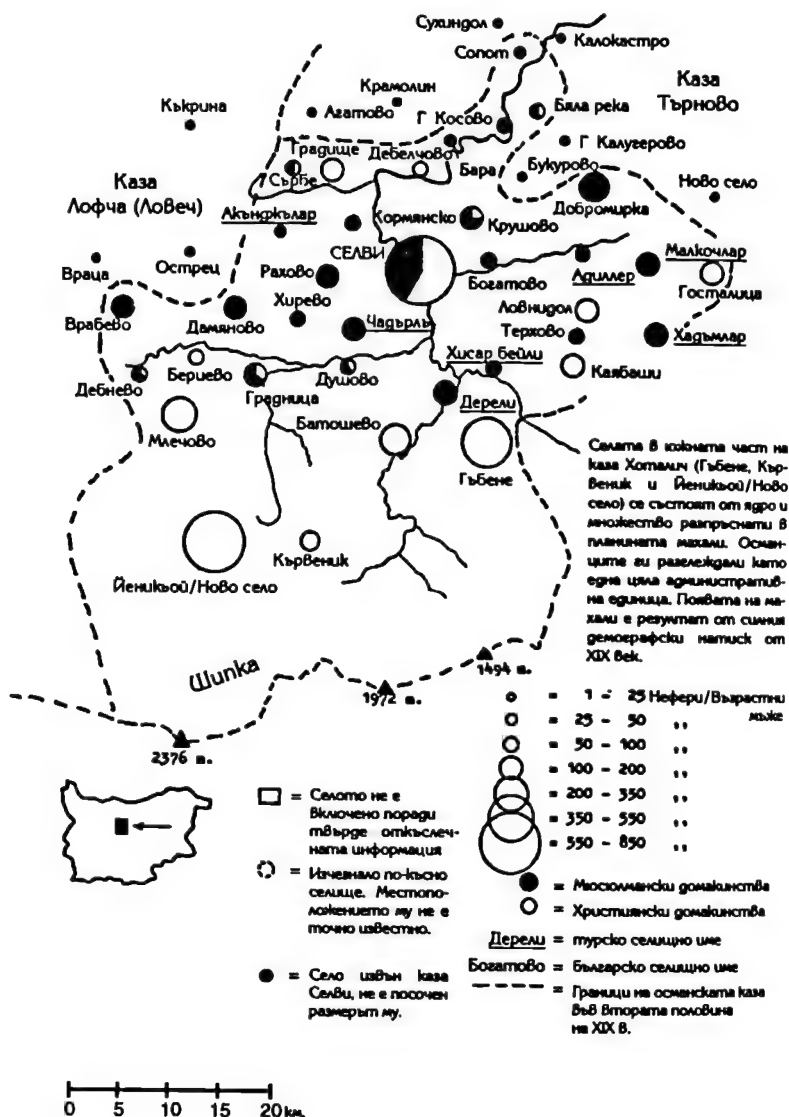 Сухиндол
Сопот
Калокастро
Каза
Търново
Крамолин
Къкрина
Агатово
Г Косово
Бяла река
Градище
Дебелчово
Г Калугерово
Сърбе
Бара
Букурово
Ново село
Каза
Лофча (Ловеч)
Добромирка
Акънджълар
Кормянско
Крушово
СЕЛВИ
Малкочлар
Враца
Острец
Рахово
Богатово
Адиллер
Госталица
Хирево
Ловнидол
Врабево
Дамяново
Чадърлъ
Терхово
Хадъмлар
Хисар бейли
Дебнево
Бериево
Душово
Каябаши
Градница
Дерели
Млечово
Батошево
Гъбене
Селата в южната част на
каза Хоталич (Гъбене, Кър-
веник и Йеникьой/Ново
село) се състоят от ядро и
множество разпръснати в
планината махали. Осман-
ците ги разглеждали като
една цяла административ-
на единица. Появата на ма-
хали е резултат от силния
демографски натиск от
XIX век.
Кървеник
Йеникьой/Ново село
Шипка
1494 m.
1972 m.
2376 m.
= 1 - 25 Нефери/Възрастни
мъже
= 25 - 50 ,,
= 50 - 100 ,,
= 100 - 200 ,,
= 200 - 350 ,,
= 350 - 550 ,,
= 550 - 850 ,,
= Селото не е
включено поради
твърде откъслеч-
ната информация
= Изчезнало по-късно
селище. Местопо-
ложението му не е
точно известно.
= Село извън каза
Селви, не е посочен
размерът му.
= Мюсюлмански домакинства
= Християнски домакинства
Дерели = турско селищно име
Богатово = Българско селищно име
= Граници на османската каза
във втората половина
на XIX в.
0 5 10 15 20 км.